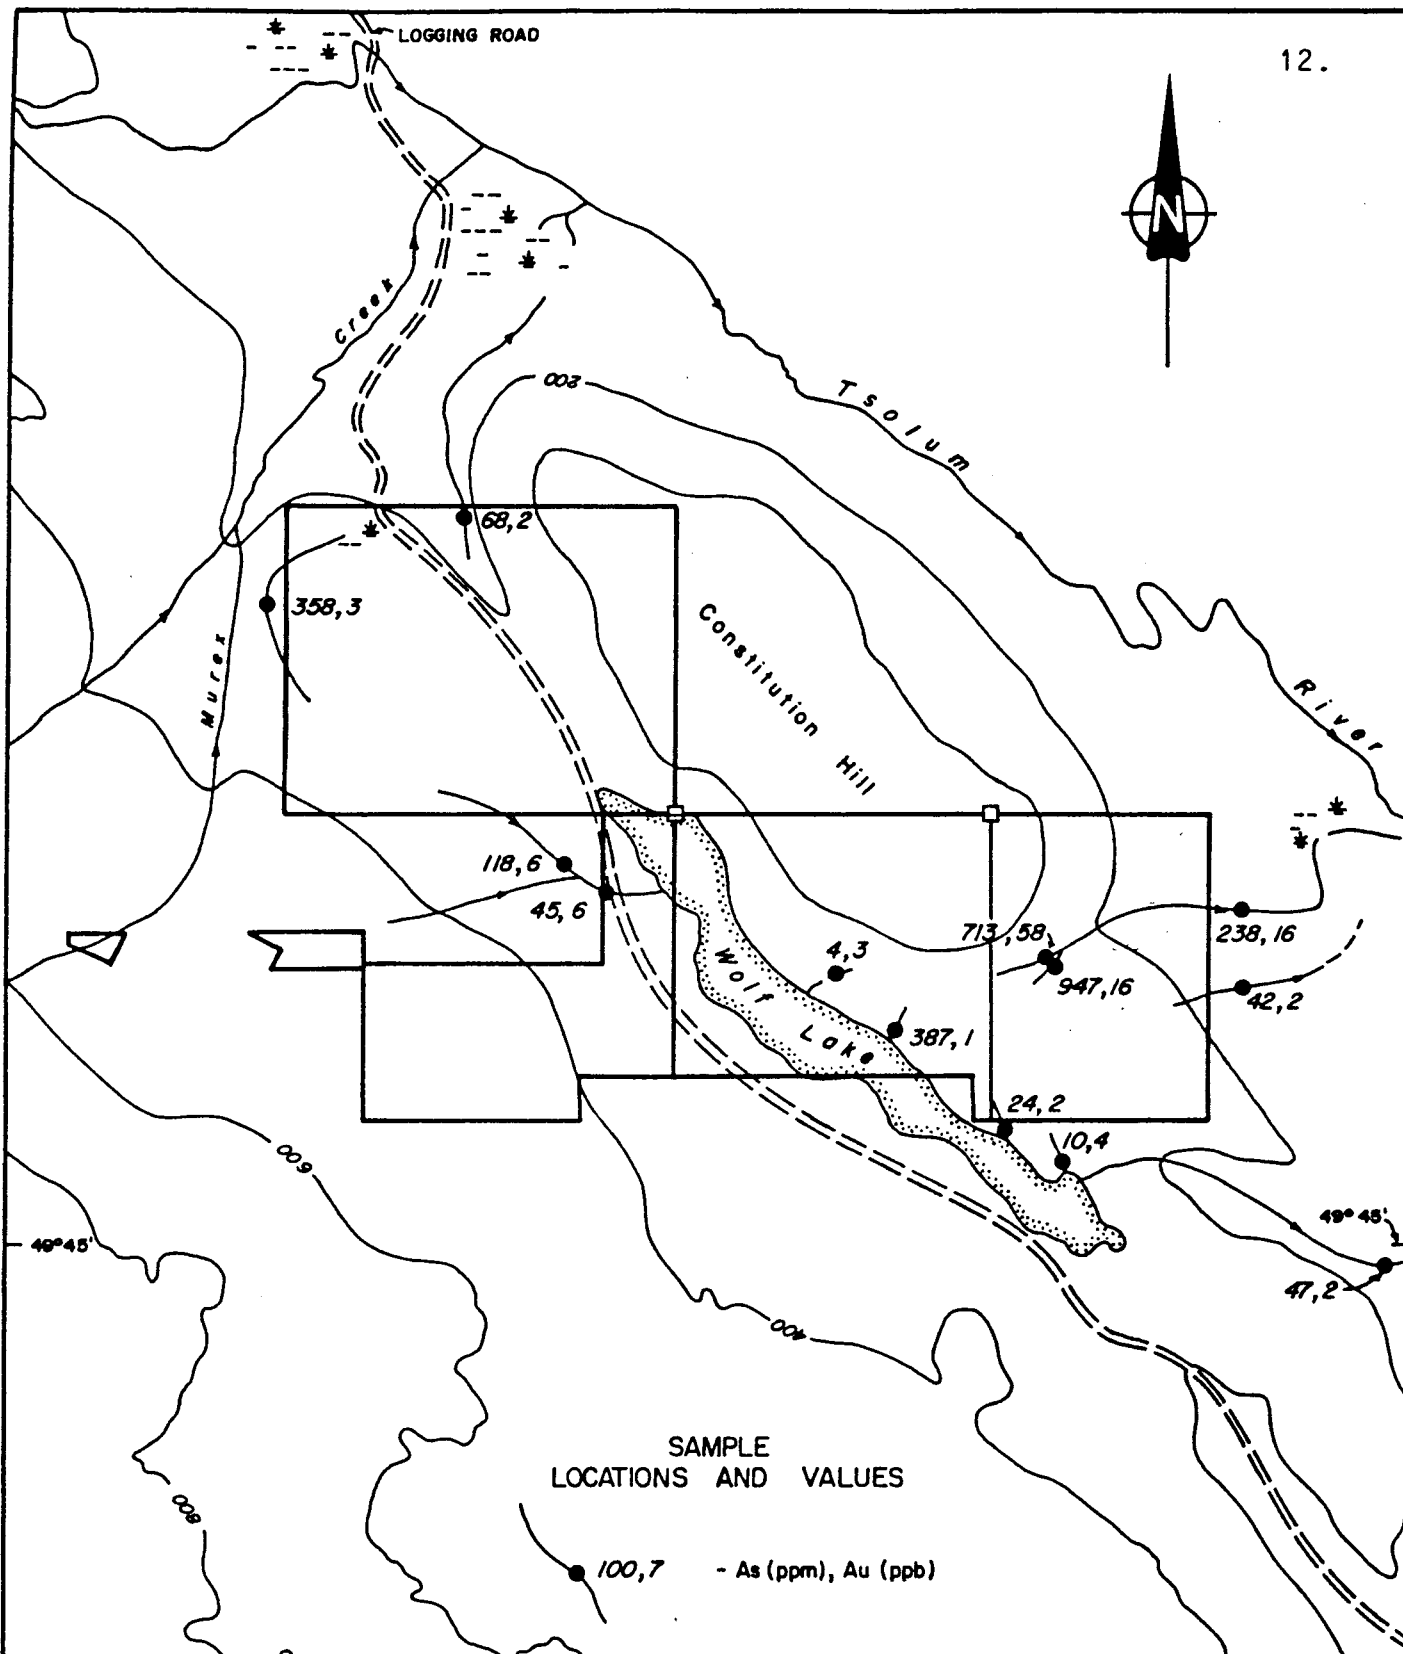 LOGGING ROAD
12.
N
Creek
200
Tsolum
68,2
358,3
Constitution
River
Murex
Hill
118,6
45,6
4,3
713,58
238,16
947,16
42,2
Wolf
Lake
387,1
24,2
10,4
600
49°45'
49°45'
47,2
400
SAMPLE
LOCATIONS AND VALUES
800
100,7 - As (ppm), Au (ppb)